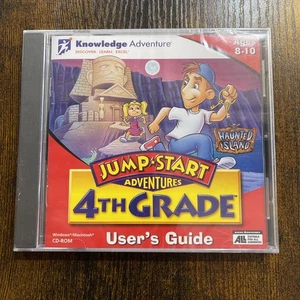 Knowledge Adventure®
DISCOVER. LEARN. EXCEL.™
AGES
8-10
HAUNTED
ISLAND
JUMP★START
ADVENTURES
4TH GRADE
User's Guide
Windows®/Macintosh®
CD-ROM